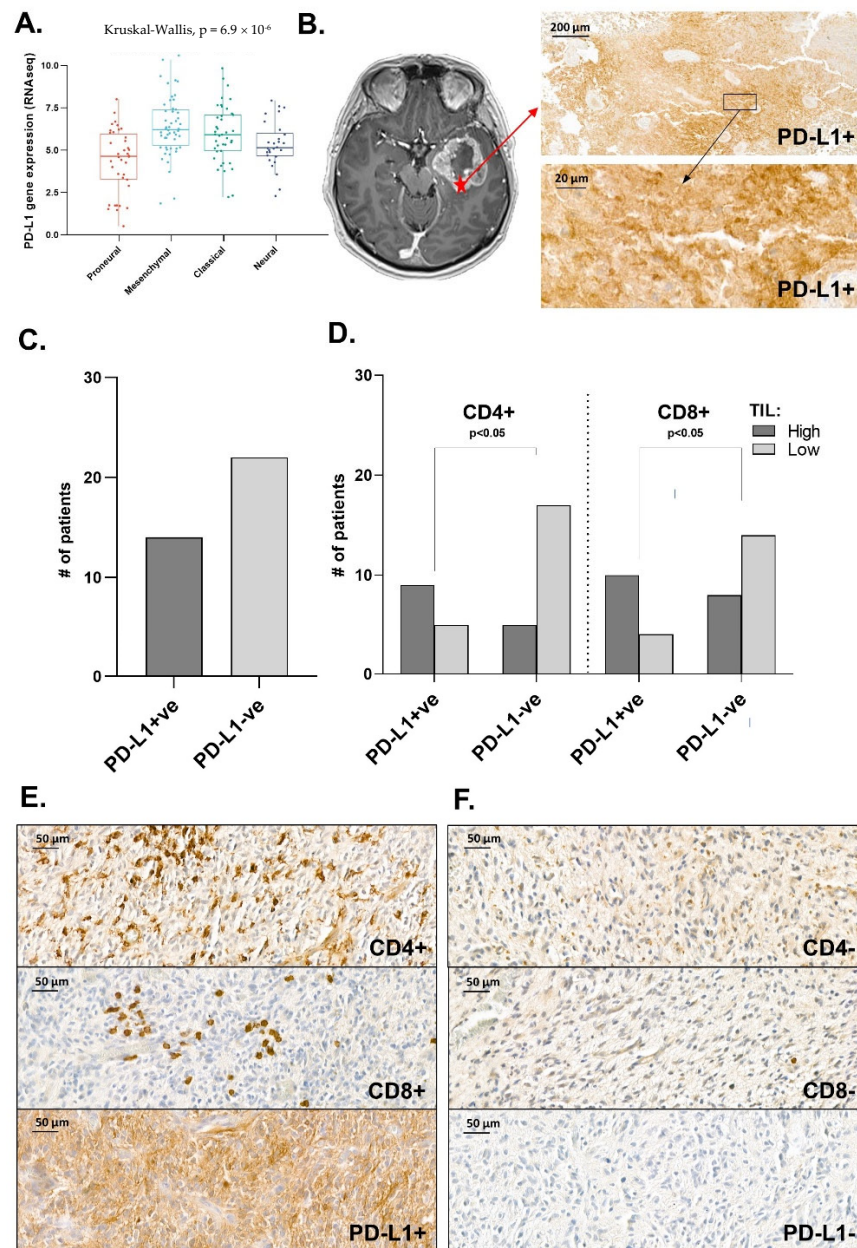 A.
Kruskal-Wallis, p = 6.9 × 10⁻⁶
PD-L1 gene expression (RNAseq)
10.0
7.5
5.0
2.5
0.0
Proneural
Mesenchymal
Classical
Neural
B.
200 µm
PD-L1+
20 µm
PD-L1+
C.
# of patients
30
20
10
0
PD-L1+ve
PD-L1-ve
D.
# of patients
30
20
10
0
CD4+
p<0.05
CD8+
p<0.05
TIL:
High
Low
PD-L1+ve
PD-L1-ve
PD-L1+ve
PD-L1-ve
E.
50 µm
CD4+
50 µm
CD8+
50 µm
PD-L1+
F.
50 µm
CD4-
50 µm
CD8-
50 µm
PD-L1-